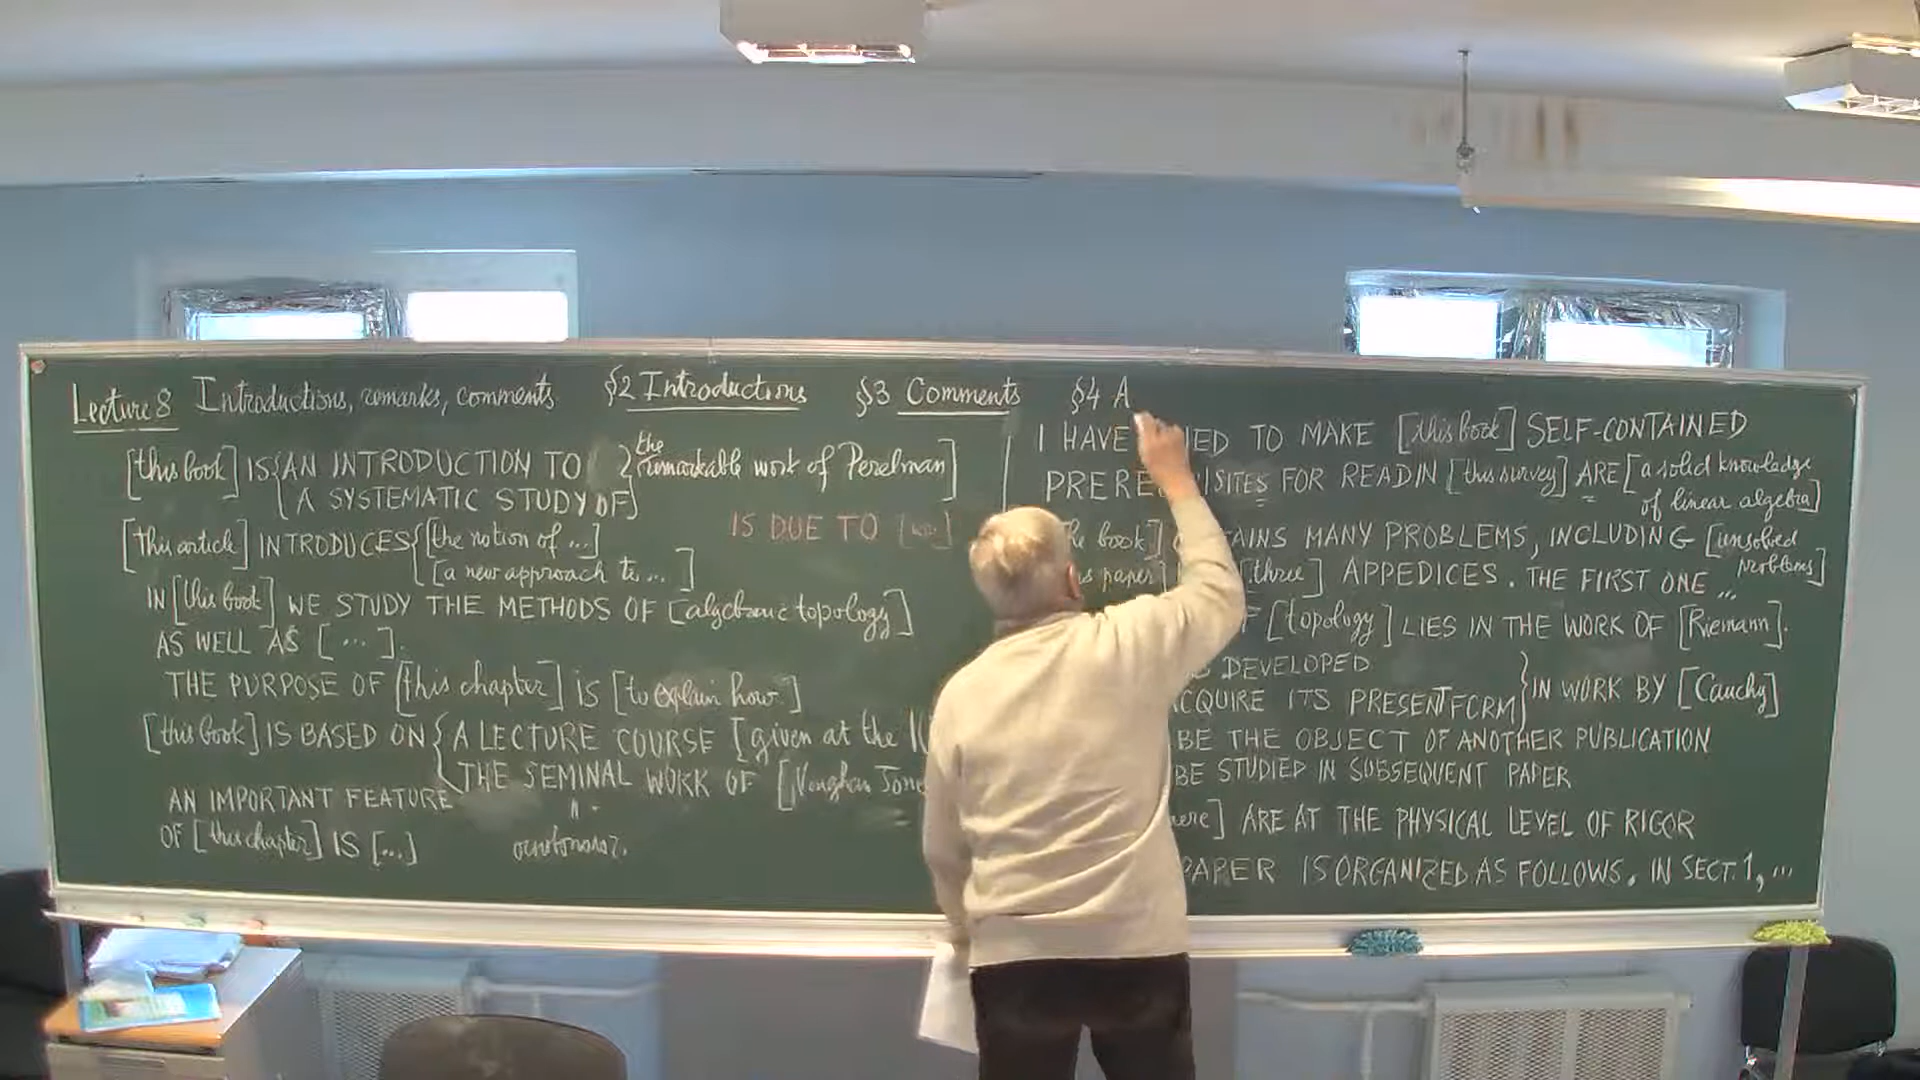 Lecture 8 Introductions, remarks, comments §2 Introductions §3 Comments §4 A
[this book] IS { AN INTRODUCTION TO { the remarkable work of Perelman]
A SYSTEMATIC STUDY OF }
IS DUE TO
[This article] INTRODUCES { [the notion of ...]
[a new approach to ... ]
IN [this book] WE STUDY THE METHODS OF [algebraic topology]
AS WELL AS [ ... ].
THE PURPOSE OF [this chapter] IS [to explain how ]
[this book] IS BASED ON { A LECTURE COURSE [given at the
THE SEMINAL WORK OF [Vaughan Jone
AN IMPORTANT FEATURE
OF [this chapter] IS [...]
I HAVE IED TO MAKE [this book] SELF-CONTAINED
PRERE ISITES FOR READIN [this survey] ARE [a solid knowledge
of linear algebra]
he book] AINS MANY PROBLEMS, INCLUDING [unsolved
problems]
s paper] [three] APPEDICES. THE FIRST ONE ...
F [topology] LIES IN THE WORK OF [Riemann].
DEVELOPED
CQUIRE ITS PRESENT FORM } IN WORK BY [Cauchy]
BE THE OBJECT OF ANOTHER PUBLICATION
BE STUDIED IN SUBSEQUENT PAPER
ere] ARE AT THE PHYSICAL LEVEL OF RIGOR
PAPER IS ORGANIZED AS FOLLOWS. IN SECT. 1, ...